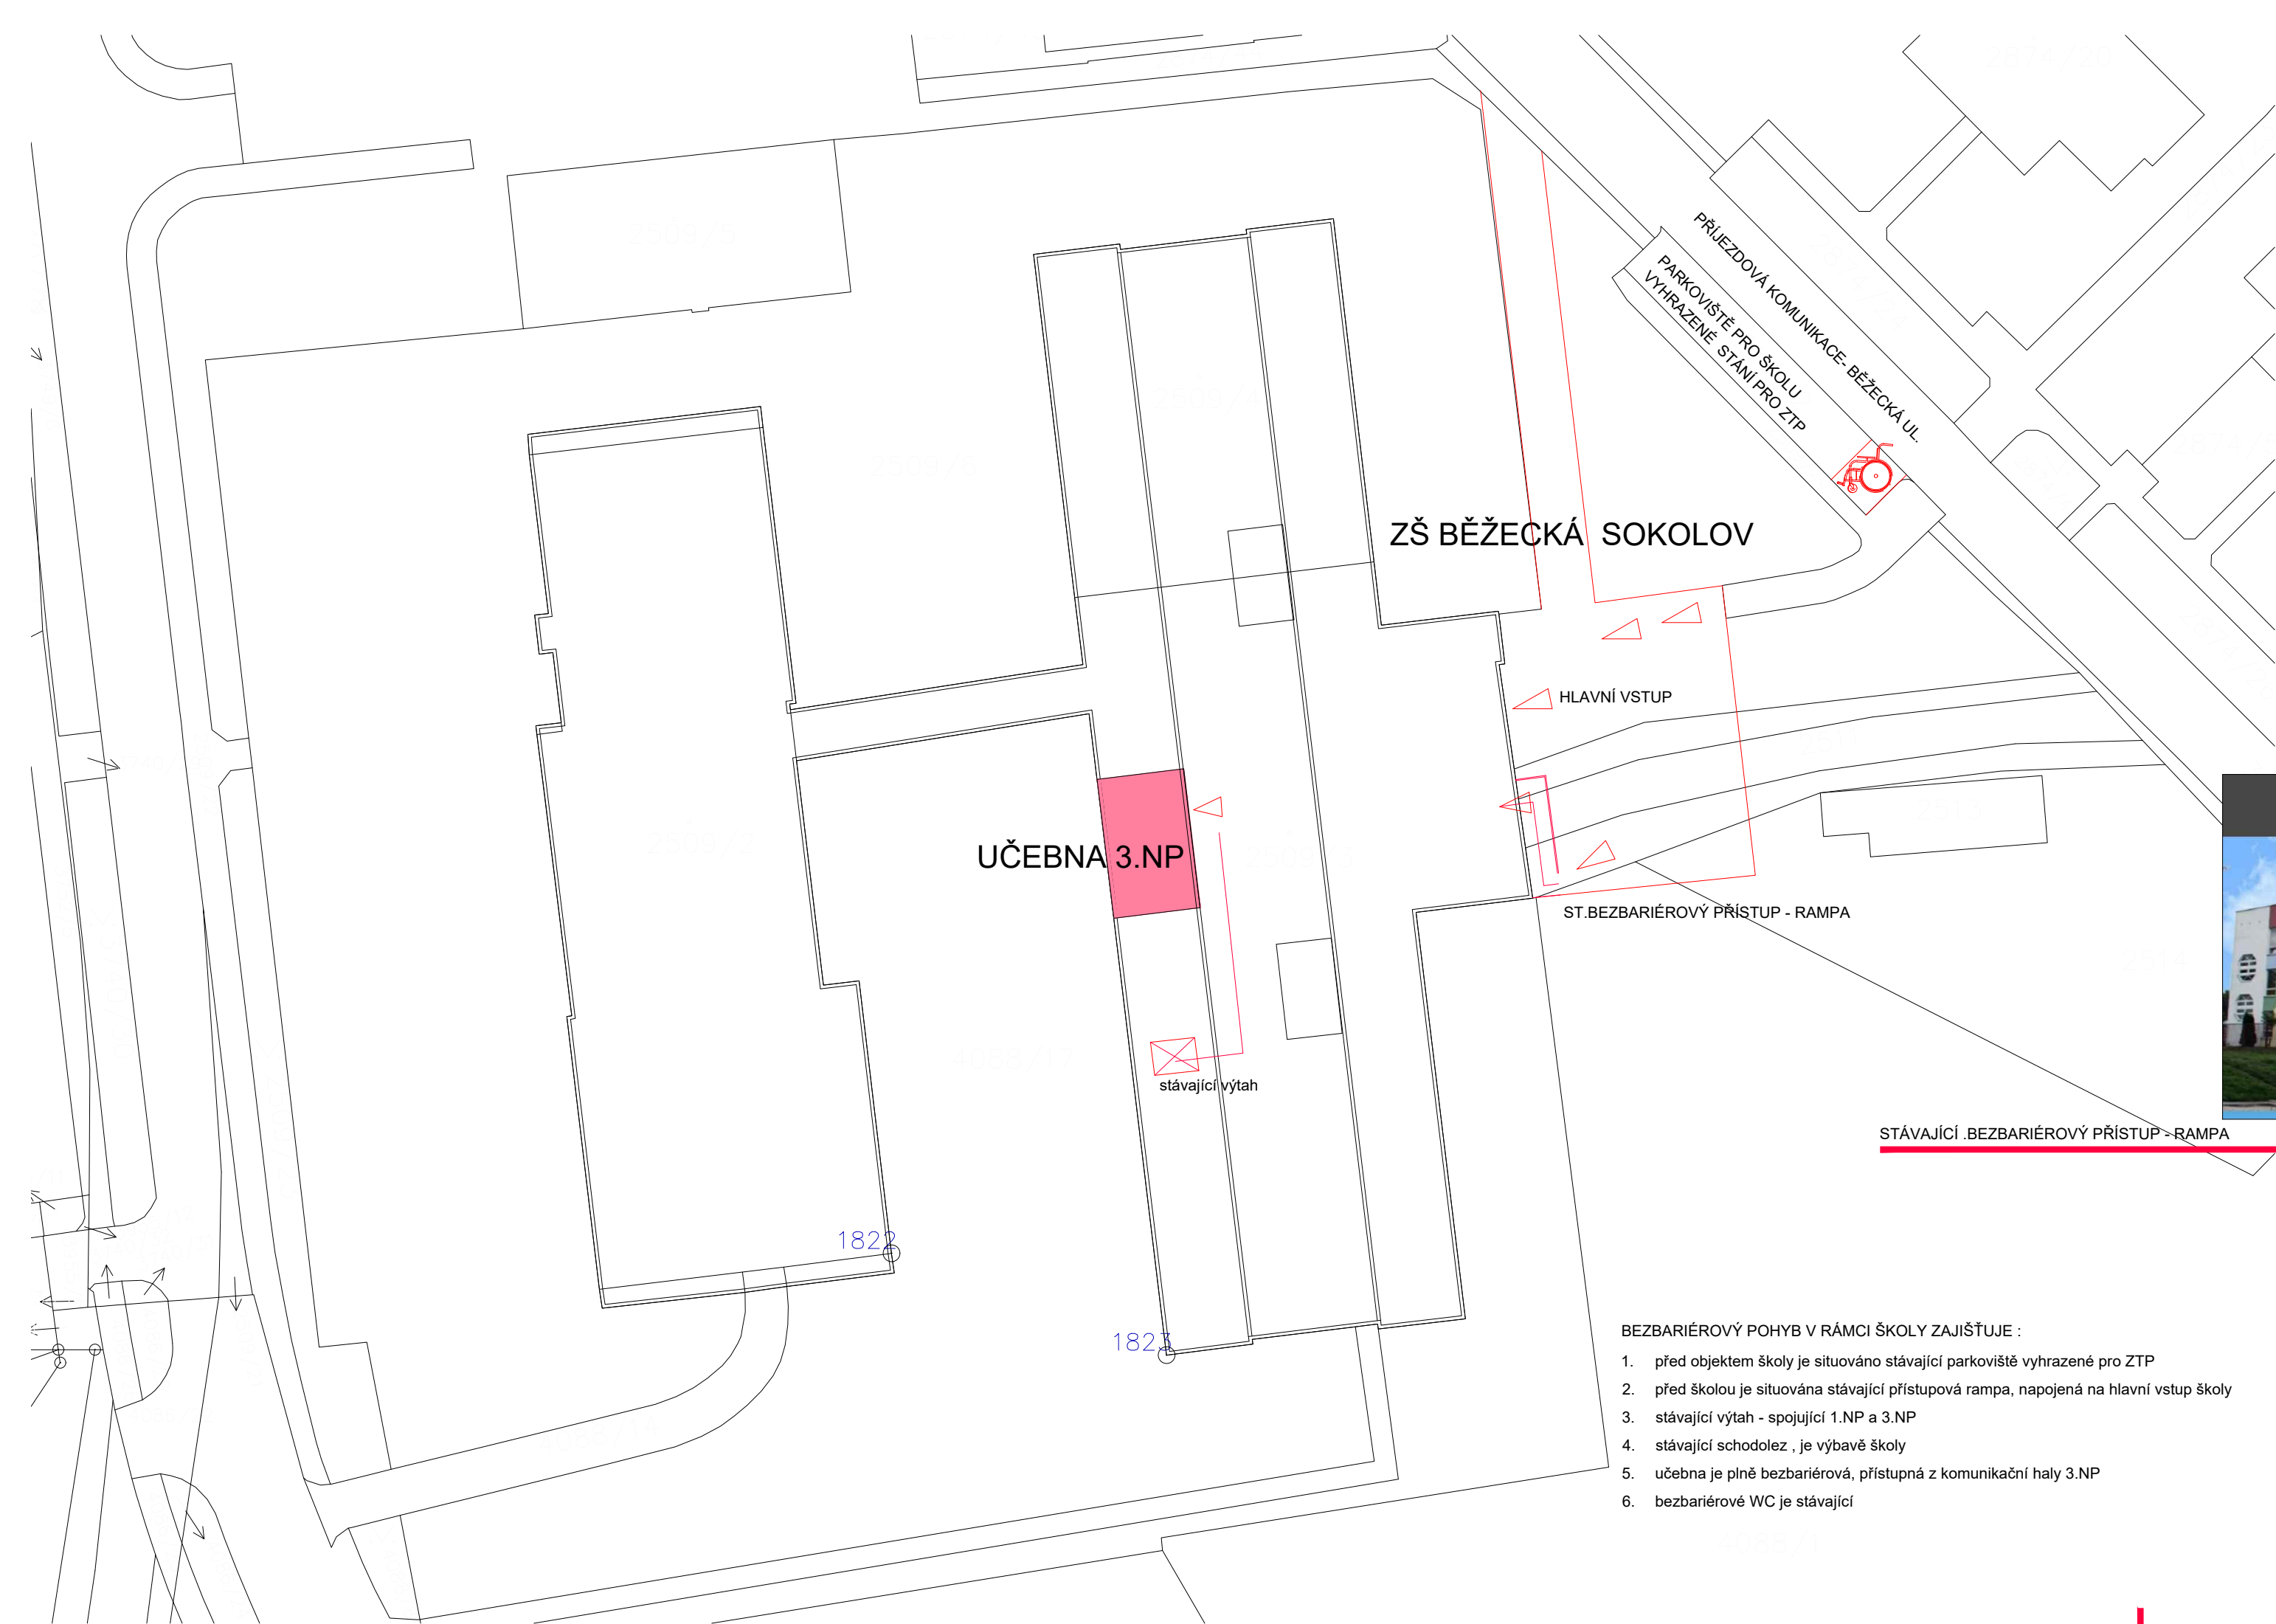 PŘÍJEZDOVÁ KOMUNIKACE- BĚŽECKÁ UL.
PARKOVIŠTĚ PRO ŠKOLU
VYHRAZENÉ STÁNÍ PRO ZTP
ZŠ BĚŽECKÁ SOKOLOV
HLAVNÍ VSTUP
UČEBNA 3.NP
ST.BEZBARIÉROVÝ PŘÍSTUP - RAMPA
stávající výtah
STÁVAJÍCÍ .BEZBARIÉROVÝ PŘÍSTUP - RAMPA
1822
1823
BEZBARIÉROVÝ POHYB V RÁMCI ŠKOLY ZAJIŠŤUJE :
1. před objektem školy je situováno stávající parkoviště vyhrazené pro ZTP
2. před školou je situována stávající přístupová rampa, napojená na hlavní vstup školy
3. stávající výtah - spojující 1.NP a 3.NP
4. stávající schodolez , je výbavě školy
5. učebna je plně bezbariérová, přístupná z komunikační haly 3.NP
6. bezbariérové WC je stávající